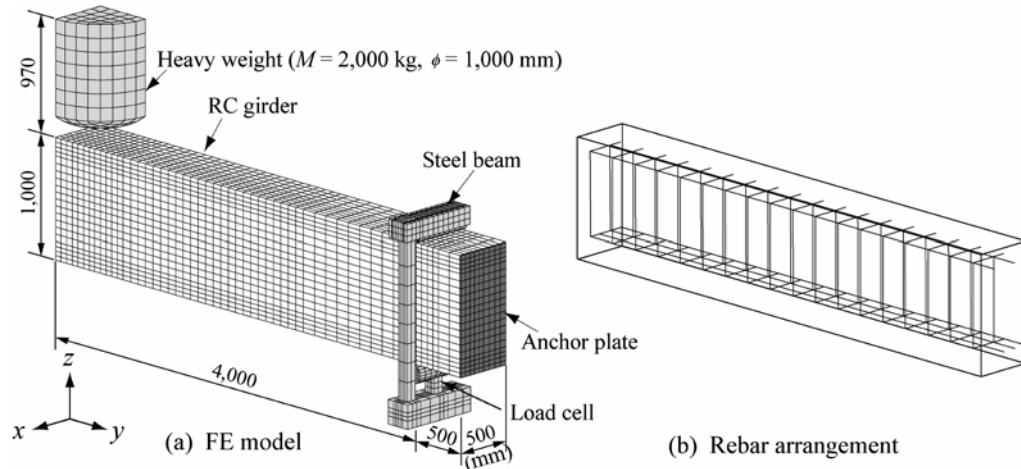 970
Heavy weight (M = 2,000 kg, ϕ = 1,000 mm)
RC girder
Steel beam
1,000
Anchor plate
4,000
Load cell
500
500
(mm)
z
x
y
(a) FE model
(b) Rebar arrangement